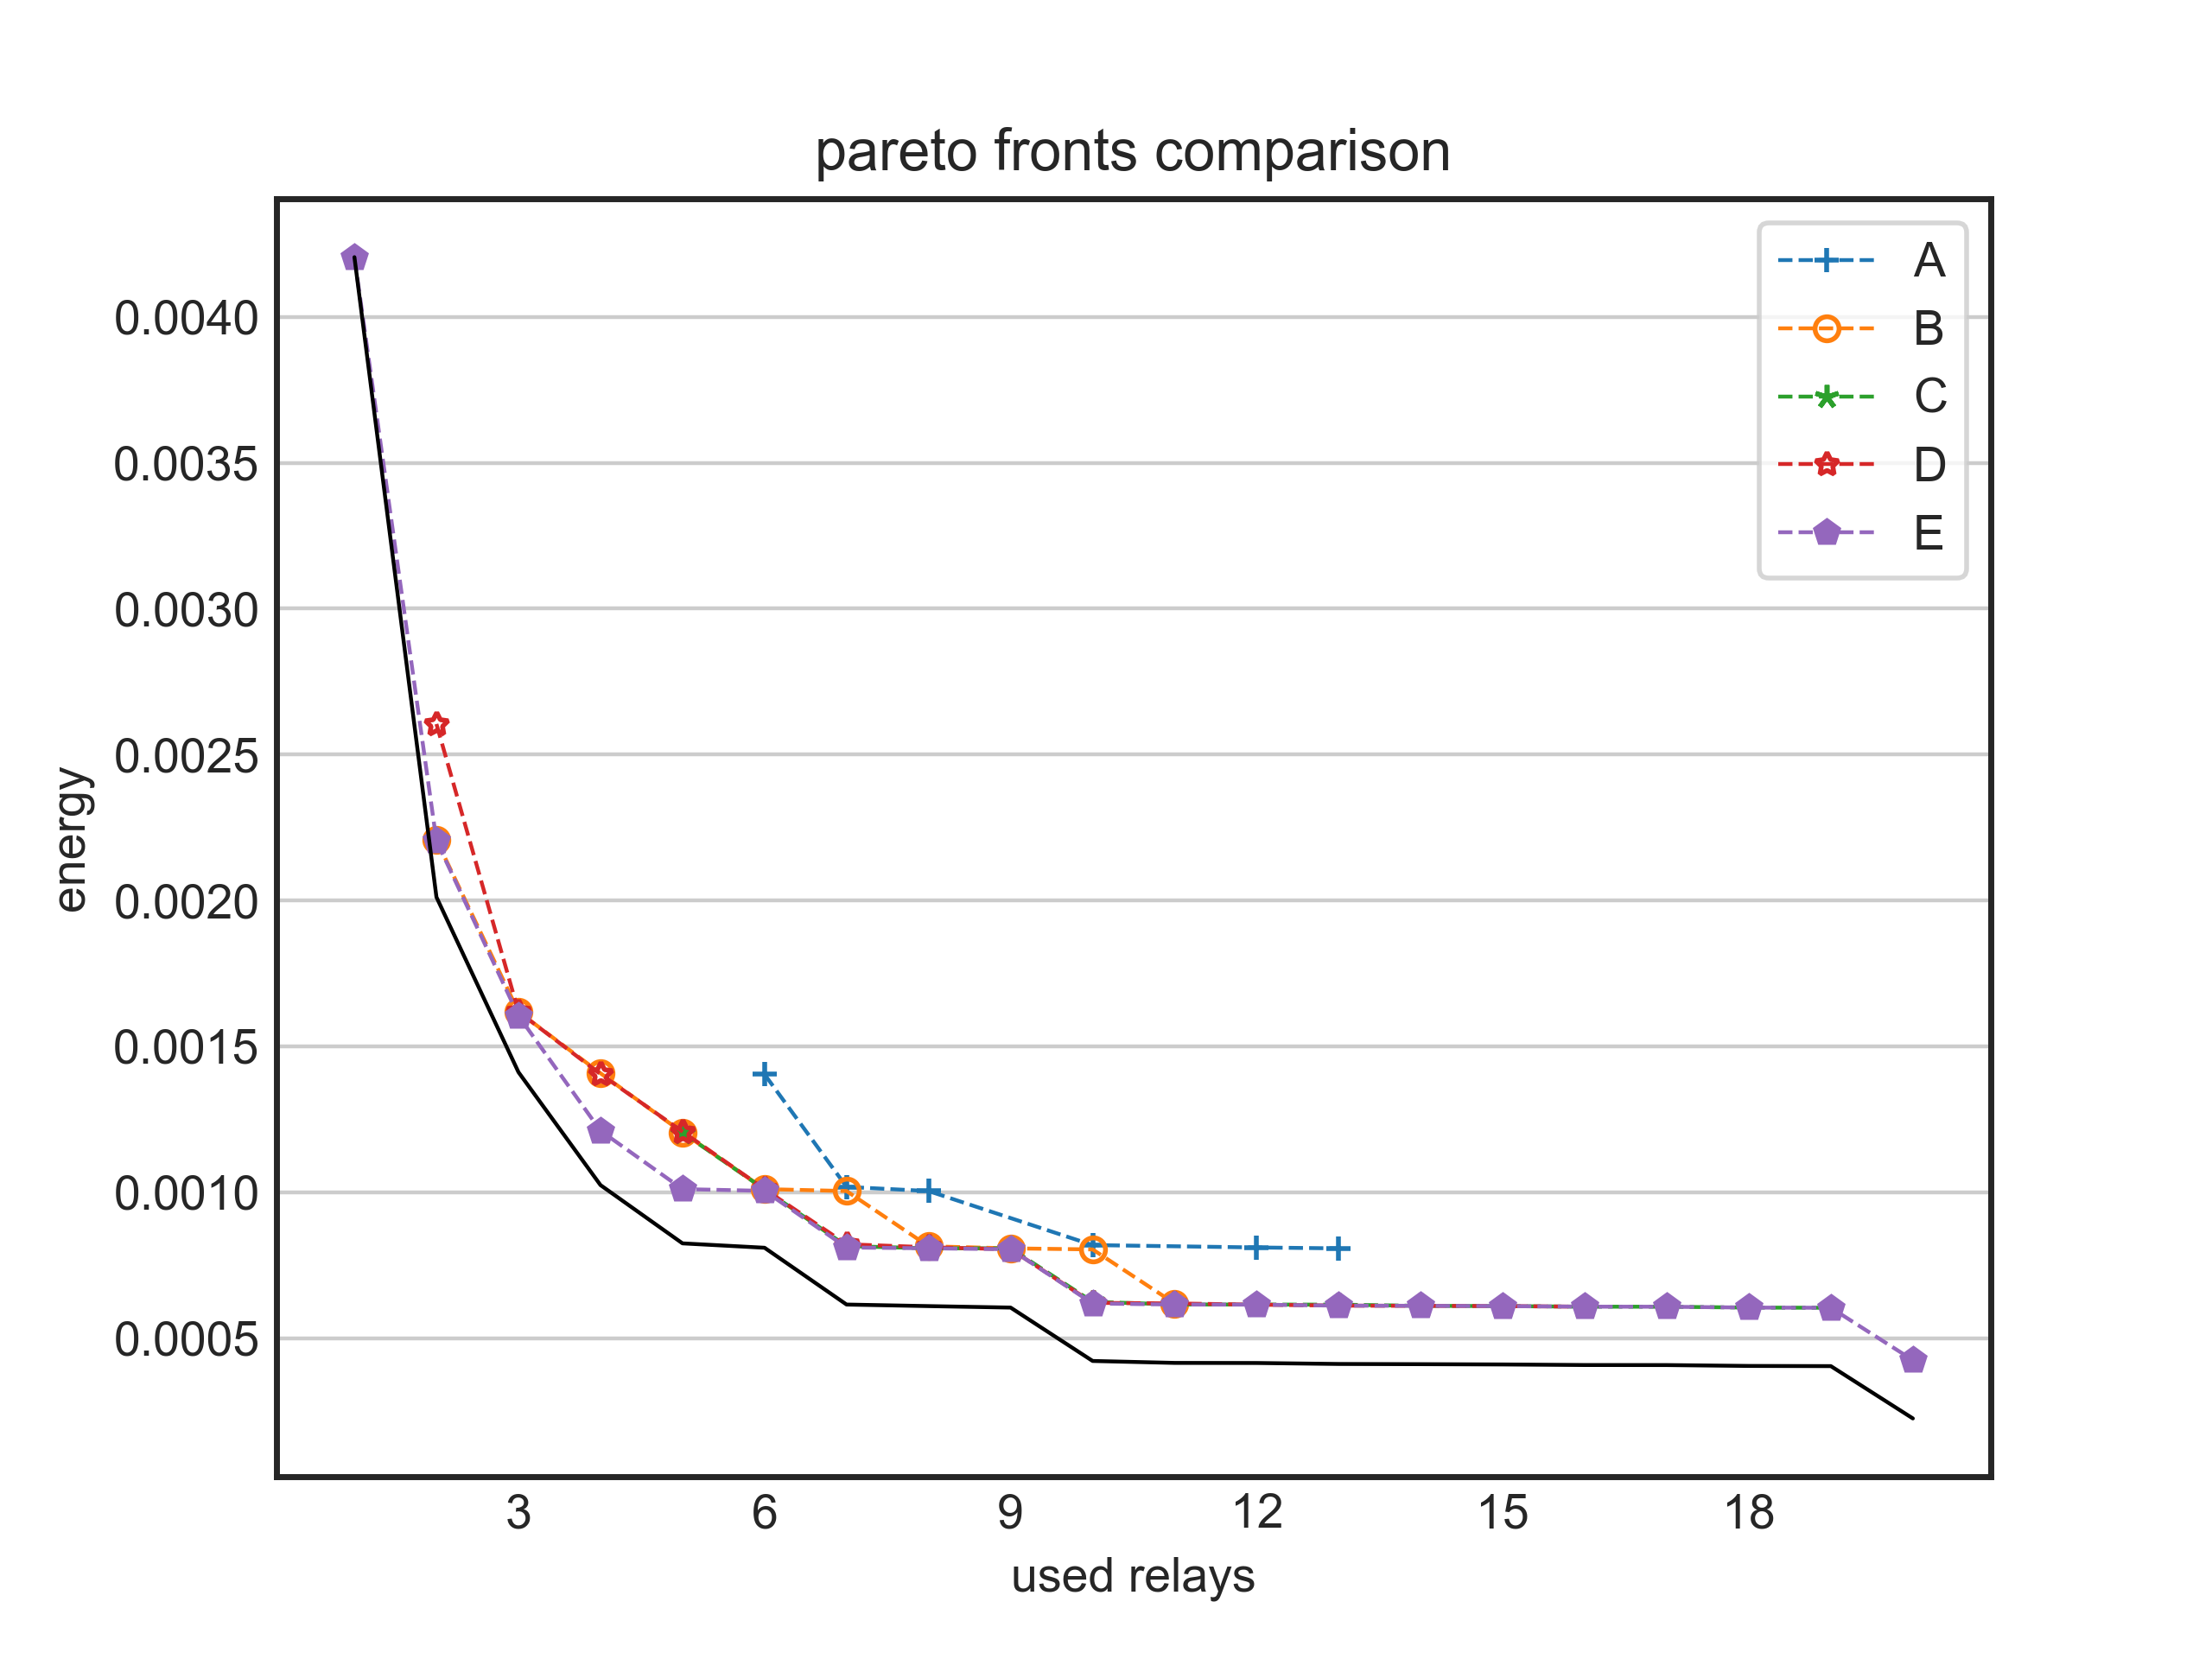 pareto fronts comparison
A
B
C
D
E
0.0040
0.0035
0.0030
0.0025
0.0020
0.0015
0.0010
0.0005
energy
3 6 9 12 15 18
used relays